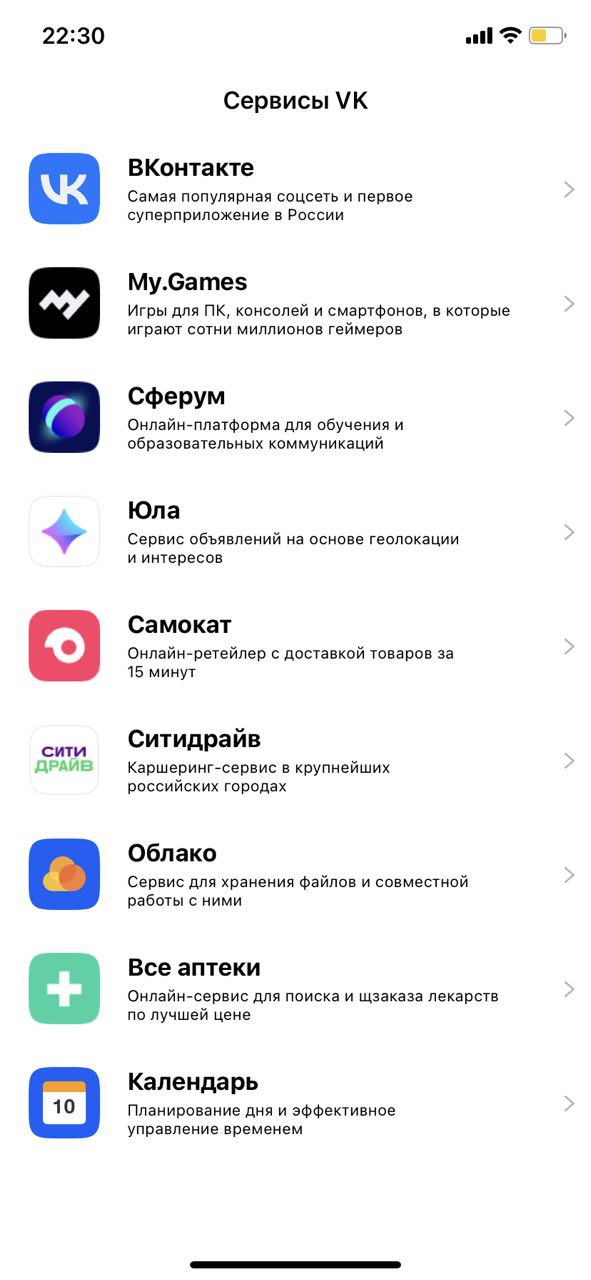 22:30
Сервисы VK
ВКонтакте
Самая популярная соцсеть и первое
суперприложение в России
My.Games
Игры для ПК, консолей и смартфонов, в которые
играют сотни миллионов геймеров
Сферум
Онлайн-платформа для обучения и
образовательных коммуникаций
Юла
Сервис объявлений на основе геолокации
и интересов
Самокат
Онлайн-ретейлер с доставкой товаров за
15 минут
СИТИ
ДРАЙВ
Ситидрайв
Каршеринг-сервис в крупнейших
российских городах
Облако
Сервис для хранения файлов и совместной
работы с ними
Все аптеки
Онлайн-сервис для поиска и щзаказа лекарств
по лучшей цене
10
Календарь
Планирование дня и эффективное
управление временем